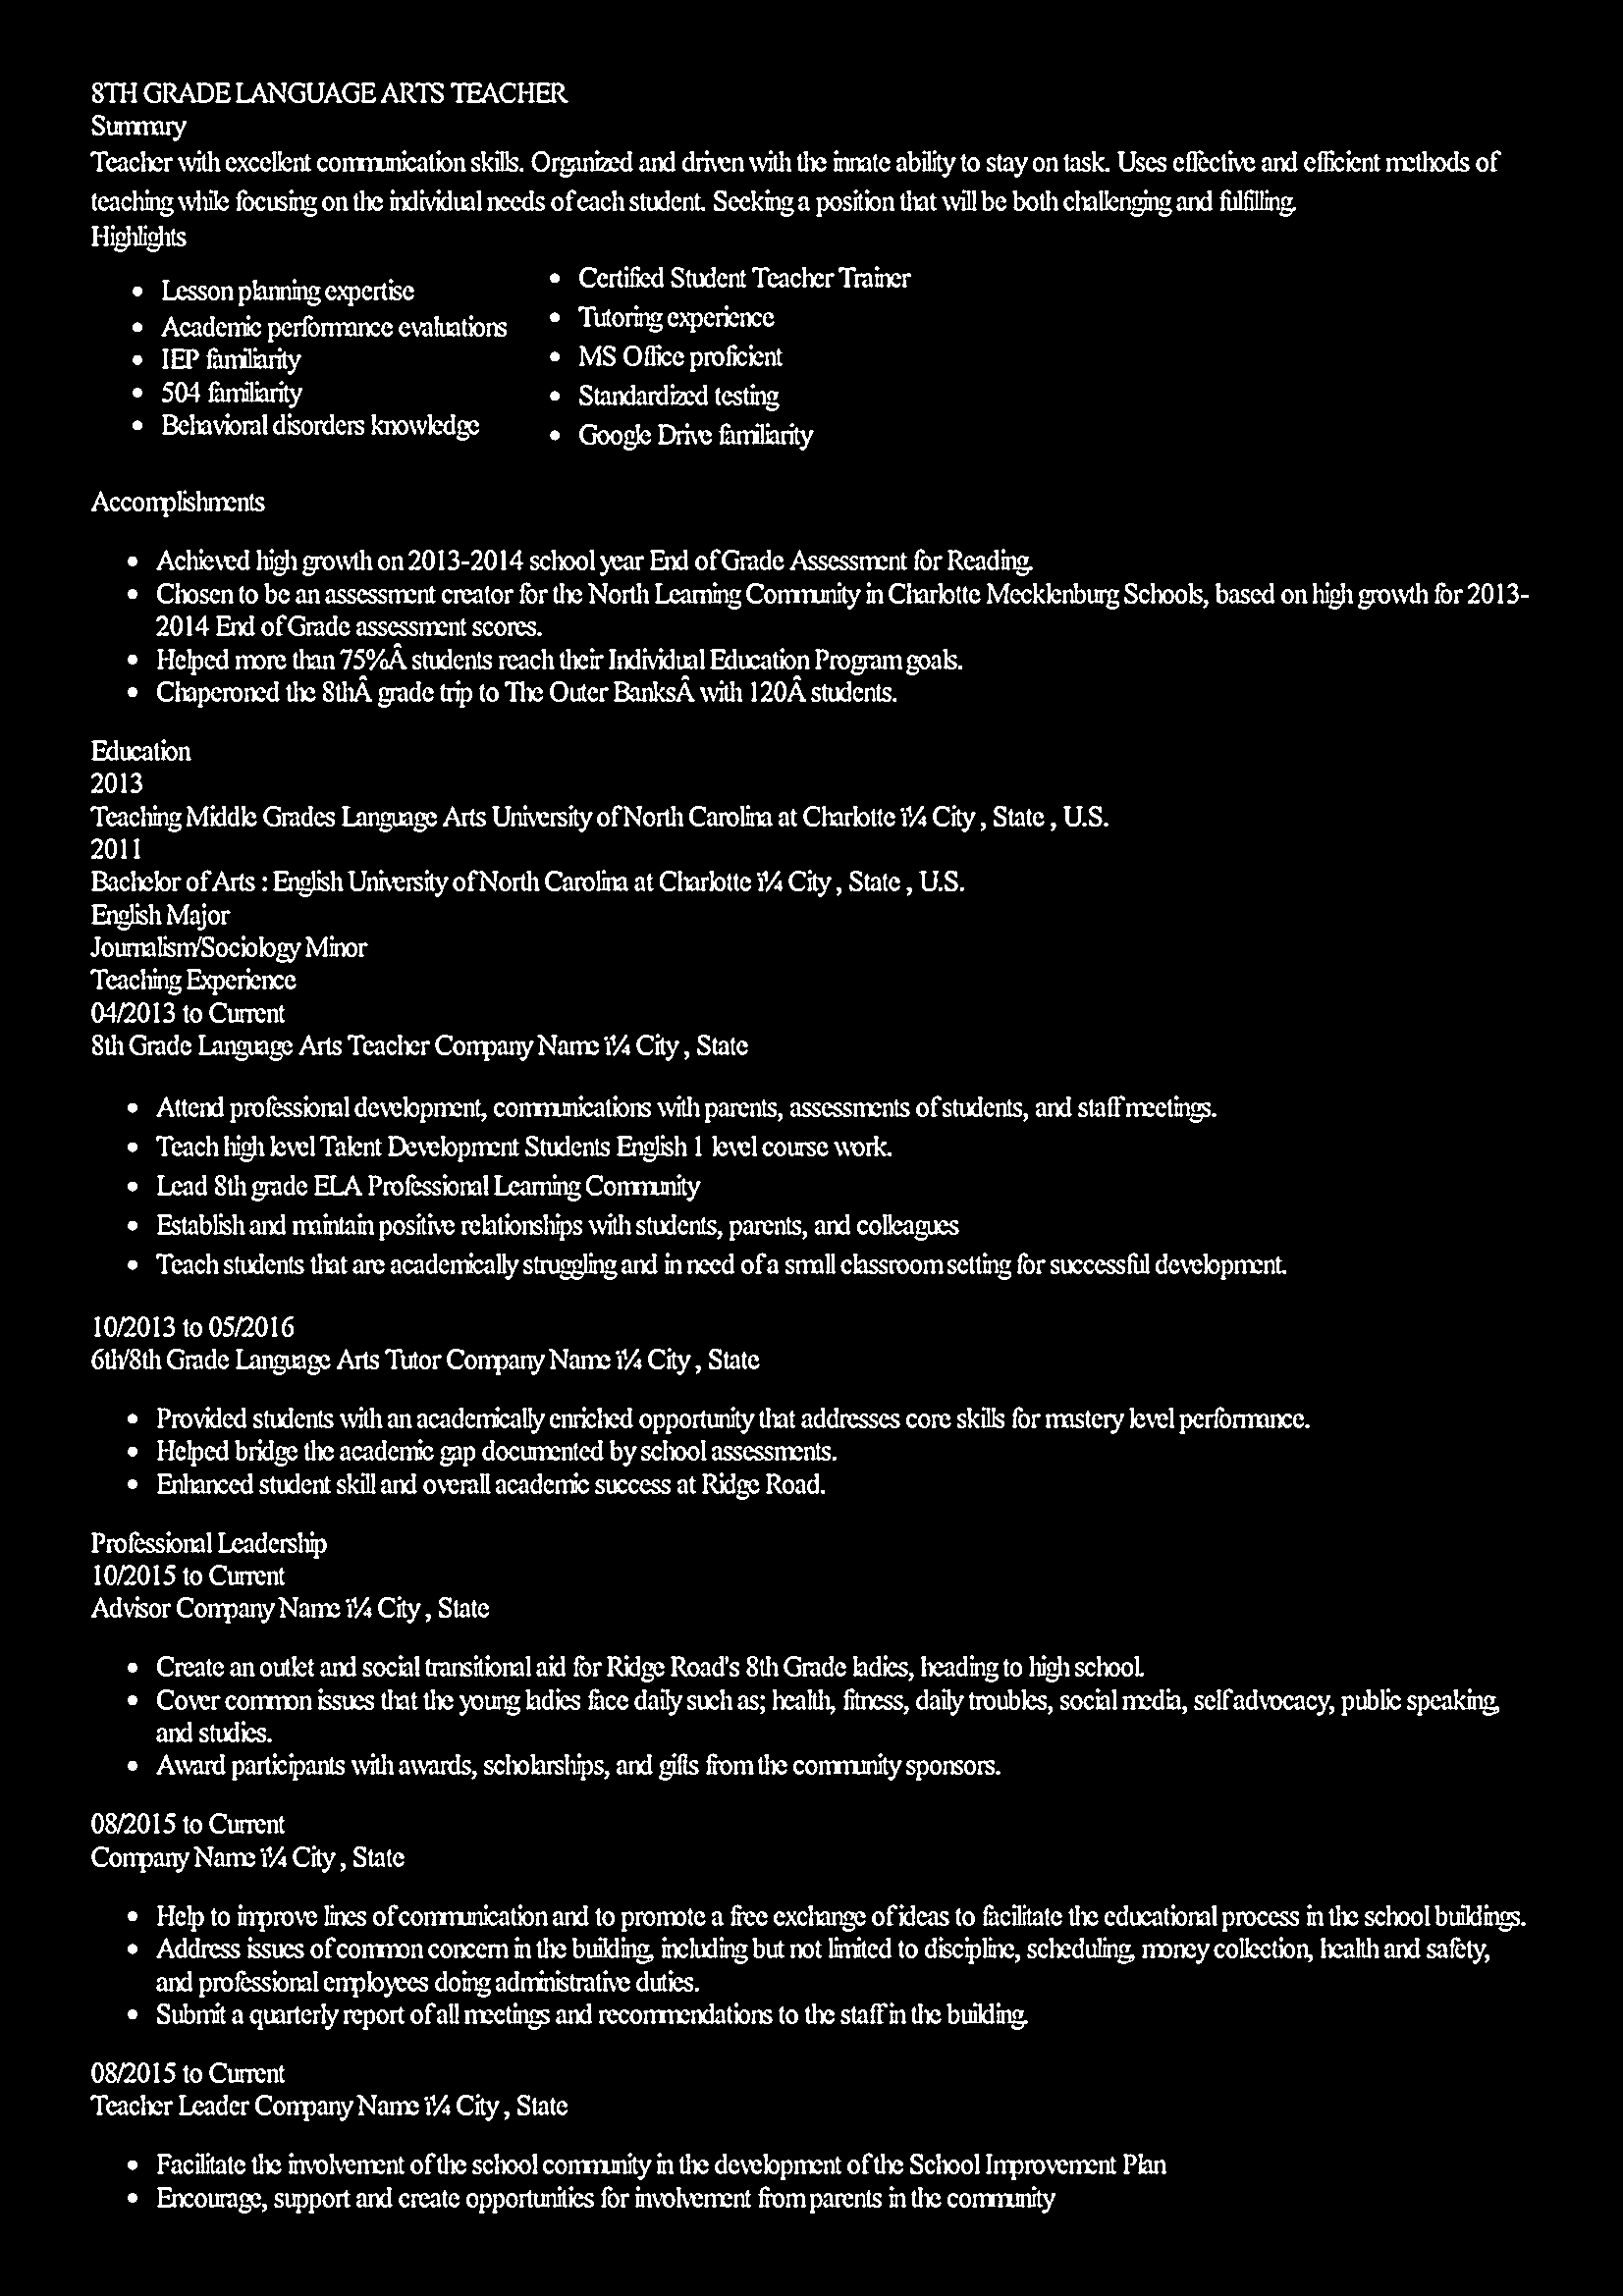 8TH GRADE LANGUAGE ARTS TEACHER
Summary
Teacher with excellent communication skills. Organized and driven with the innate ability to stay on task. Uses effective and efficient methods of
teaching while focusing on the individual needs of each student. Seeking a position that will be both challenging and fulfilling.
Highlights
• Lesson planning expertise
• Academic performance evaluations
• IEP familiarity
• 504 familiarity
• Behavioral disorders knowledge
• Certified Student Teacher Trainer
• Tutoring experience
• MS Office proficient
• Standardized testing
• Google Drive familiarity
Accomplishments
• Achieved high growth on 2013-2014 school year End of Grade Assessment for Reading.
• Chosen to be an assessment creator for the North Learning Community in Charlotte Mecklenburg Schools, based on high growth for 2013-
2014 End of Grade assessment scores.
• Helped more than 75%Â students reach their Individual Education Program goals.
• Chaperoned the 8thÂ grade trip to The Outer BanksÂ with 120Â students.
Education
2013
Teaching Middle Grades Language Arts University of North Carolina at Charlotte ï¼ City , State , U.S.
2011
Bachelor of Arts : English University of North Carolina at Charlotte ï¼ City , State , U.S.
English Major
Journalism/Sociology Minor
Teaching Experience
04/2013 to Current
8th Grade Language Arts Teacher Company Name ï¼ City , State
• Attend professional development, communications with parents, assessments of students, and staff meetings.
• Teach high level Talent Development Students English 1 level course work.
• Lead 8th grade ELA Professional Learning Community
• Establish and maintain positive relationships with students, parents, and colleagues
• Teach students that are academically struggling and in need of a small classroom setting for successful development.
10/2013 to 05/2016
6th/8th Grade Language Arts Tutor Company Name ï¼ City , State
• Provided students with an academically enriched opportunity that addresses core skills for mastery level performance.
• Helped bridge the academic gap documented by school assessments.
• Enhanced student skill and overall academic success at Ridge Road.
Professional Leadership
10/2015 to Current
Advisor Company Name ï¼ City , State
• Create an outlet and social transitional aid for Ridge Road's 8th Grade ladies, heading to high school.
• Cover common issues that the young ladies face daily such as; health, fitness, daily troubles, social media, self advocacy, public speaking,
and studies.
• Award participants with awards, scholarships, and gifts from the community sponsors.
08/2015 to Current
Company Name ï¼ City , State
• Help to improve lines of communication and to promote a free exchange of ideas to facilitate the educational process in the school buildings.
• Address issues of common concern in the building, including but not limited to discipline, scheduling, money collection, health and safety,
and professional employees doing administrative duties.
• Submit a quarterly report of all meetings and recommendations to the staff in the building.
08/2015 to Current
Teacher Leader Company Name ï¼ City , State
• Facilitate the involvement of the school community in the development of the School Improvement Plan
• Encourage, support and create opportunities for involvement from parents in the community